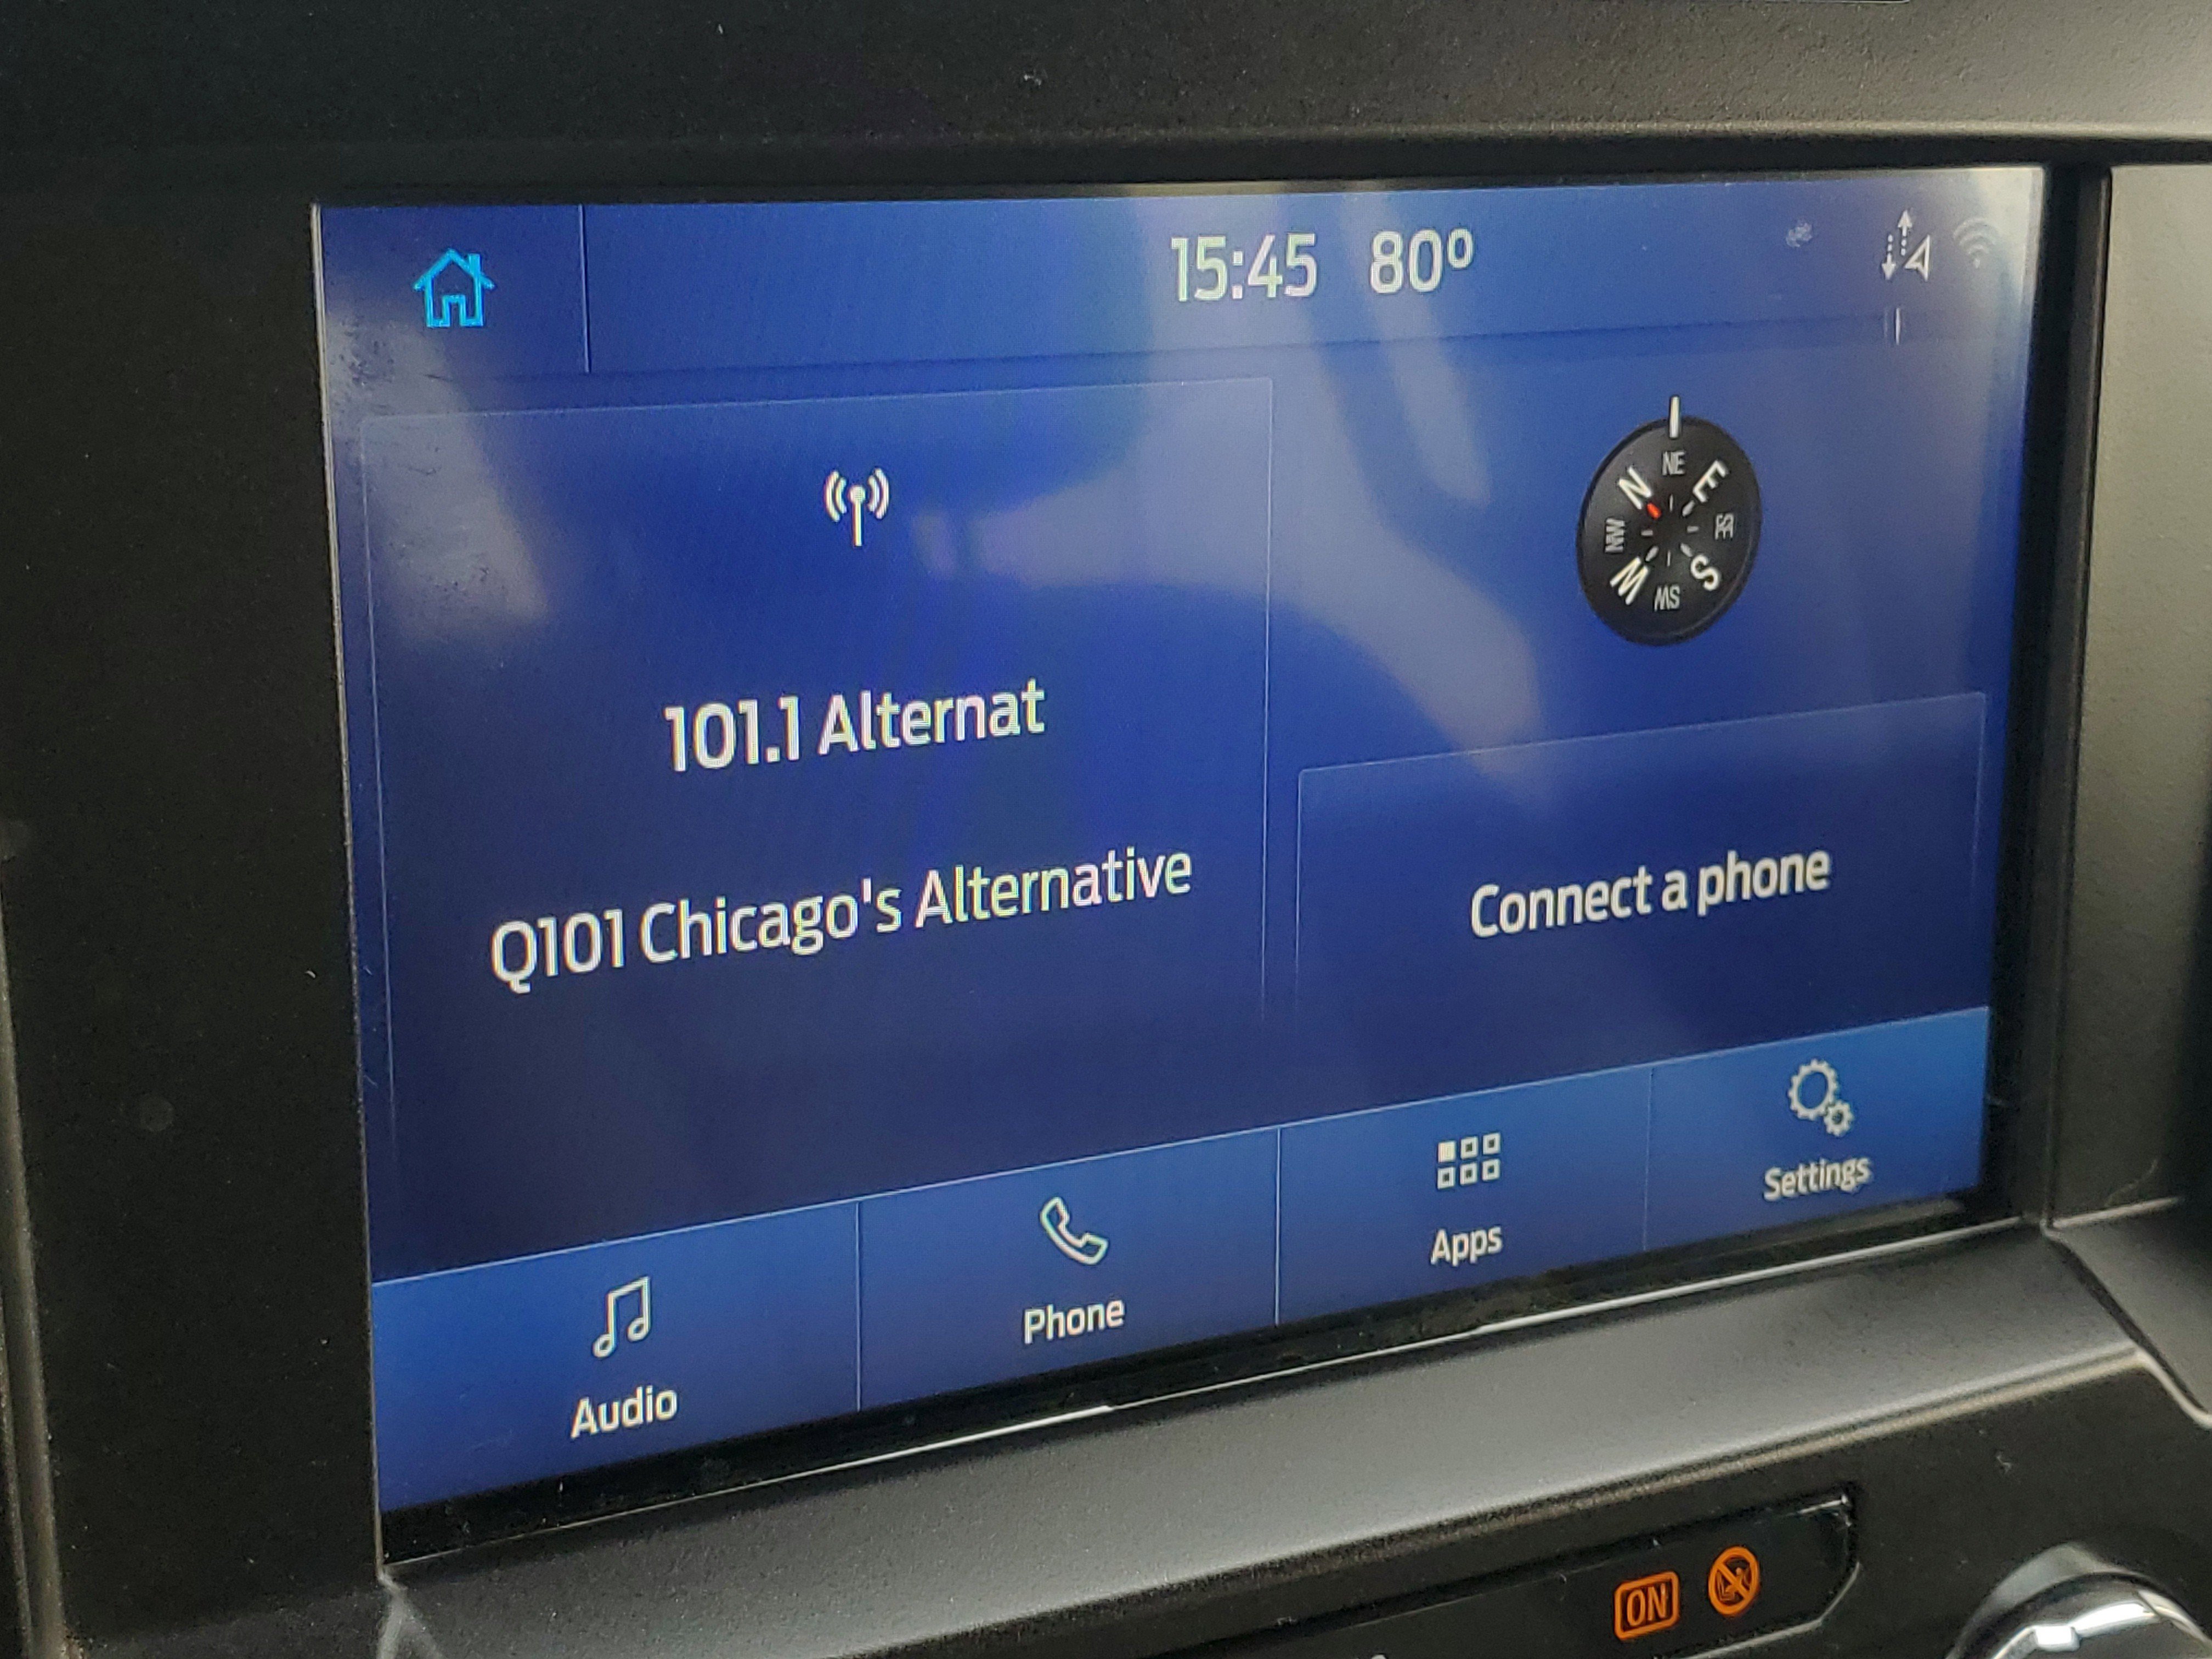 15:45 80º
NE
N E
NW SE
W S
SW
101.1 Alternat
Q101 Chicago's Alternative
Connect a phone
Audio
Phone
Apps
Settings
ON